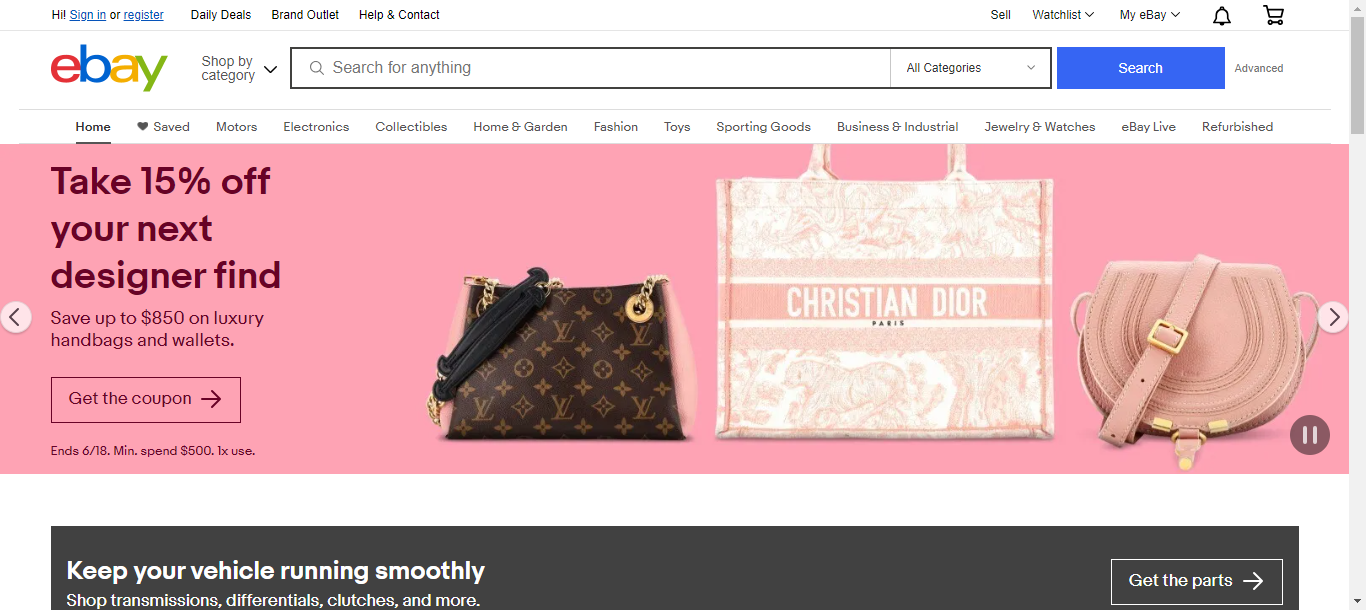 Hi! Sign in or register Daily Deals Brand Outlet Help & Contact Sell Watchlist My eBay
ebay
Shop by
category
Search for anything
All Categories
Search
Advanced
Home Saved Motors Electronics Collectibles Home & Garden Fashion Toys Sporting Goods Business & Industrial Jewelry & Watches eBay Live Refurbished
Take 15% off
your next
designer find
Save up to $850 on luxury
handbags and wallets.
Get the coupon
Ends 6/18. Min. spend $500. 1x use.
CHRISTIAN DIOR
PARIS
Keep your vehicle running smoothly
Shop transmissions, differentials, clutches, and more.
Get the parts